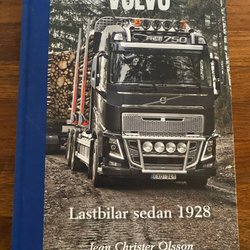 VOLVO
750
Lastbilar sedan 1928
Jean Christer Olsson